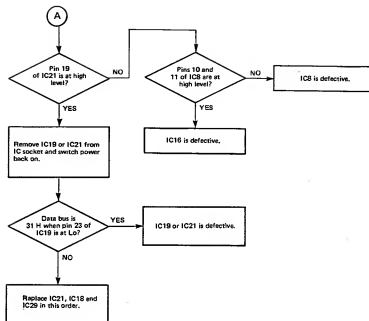 A
Pin 19
of IC21 is at high
level?
NO
YES
Pins 10 and
11 of IC8 are at
high level?
NO
YES
IC8 is defective.
IC16 is defective.
Remove IC19 or IC21 from
IC socket and switch power
back on.
Data bus is
31 H when pin 23 of
IC19 is at Lo?
YES
NO
IC19 or IC21 is defective.
Replace IC21, IC18 and
IC29 in this order.